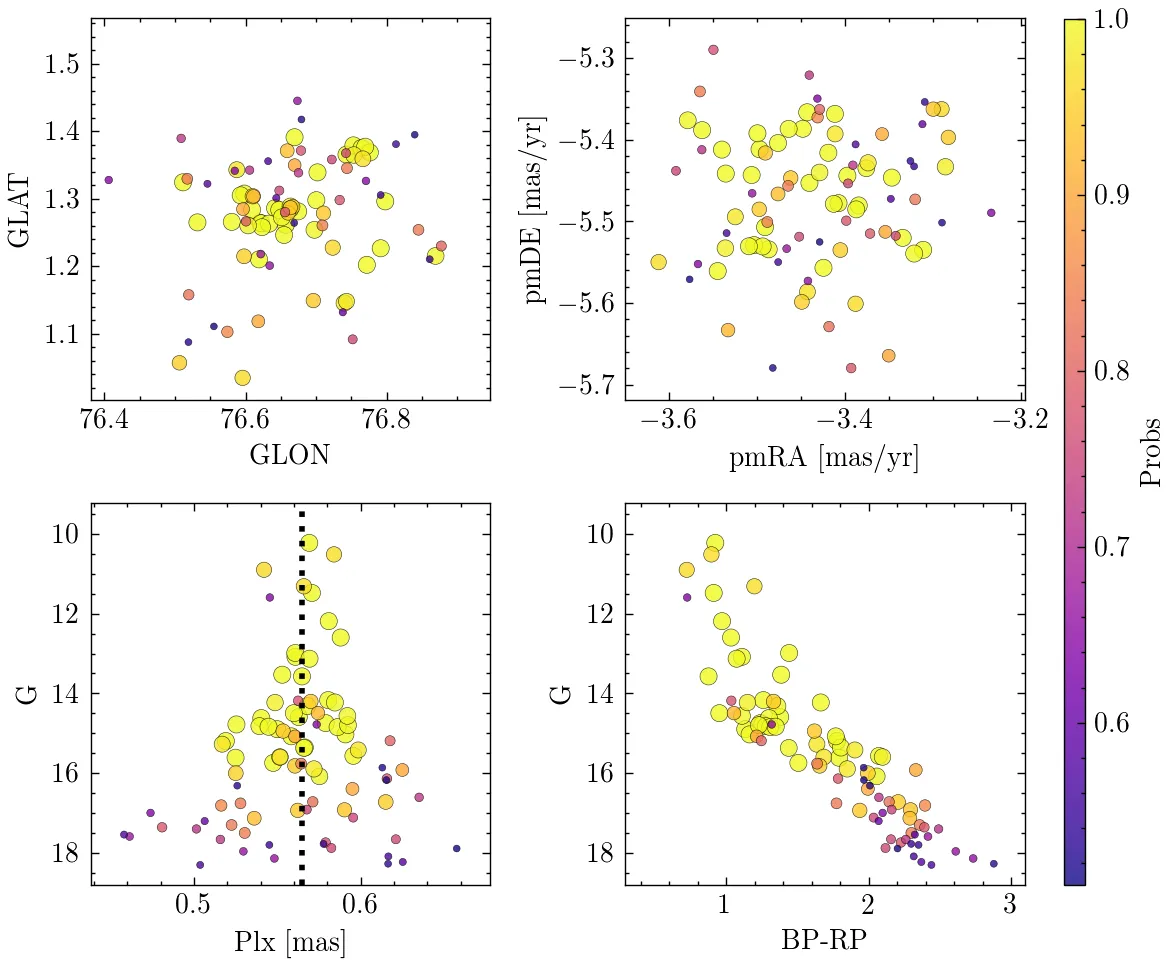 1.5
1.4
1.3
1.2
1.1
GLAT
76.4 76.6 76.8
GLON
−5.3
−5.4
−5.5
−5.6
−5.7
pmDE [mas/yr]
−3.6 −3.4 −3.2
pmRA [mas/yr]
10
12
14
16
18
G
0.5 0.6
Plx [mas]
10
12
14
16
18
G
1 2 3
BP-RP
1.0
0.9
0.8
0.7
0.6
Probs